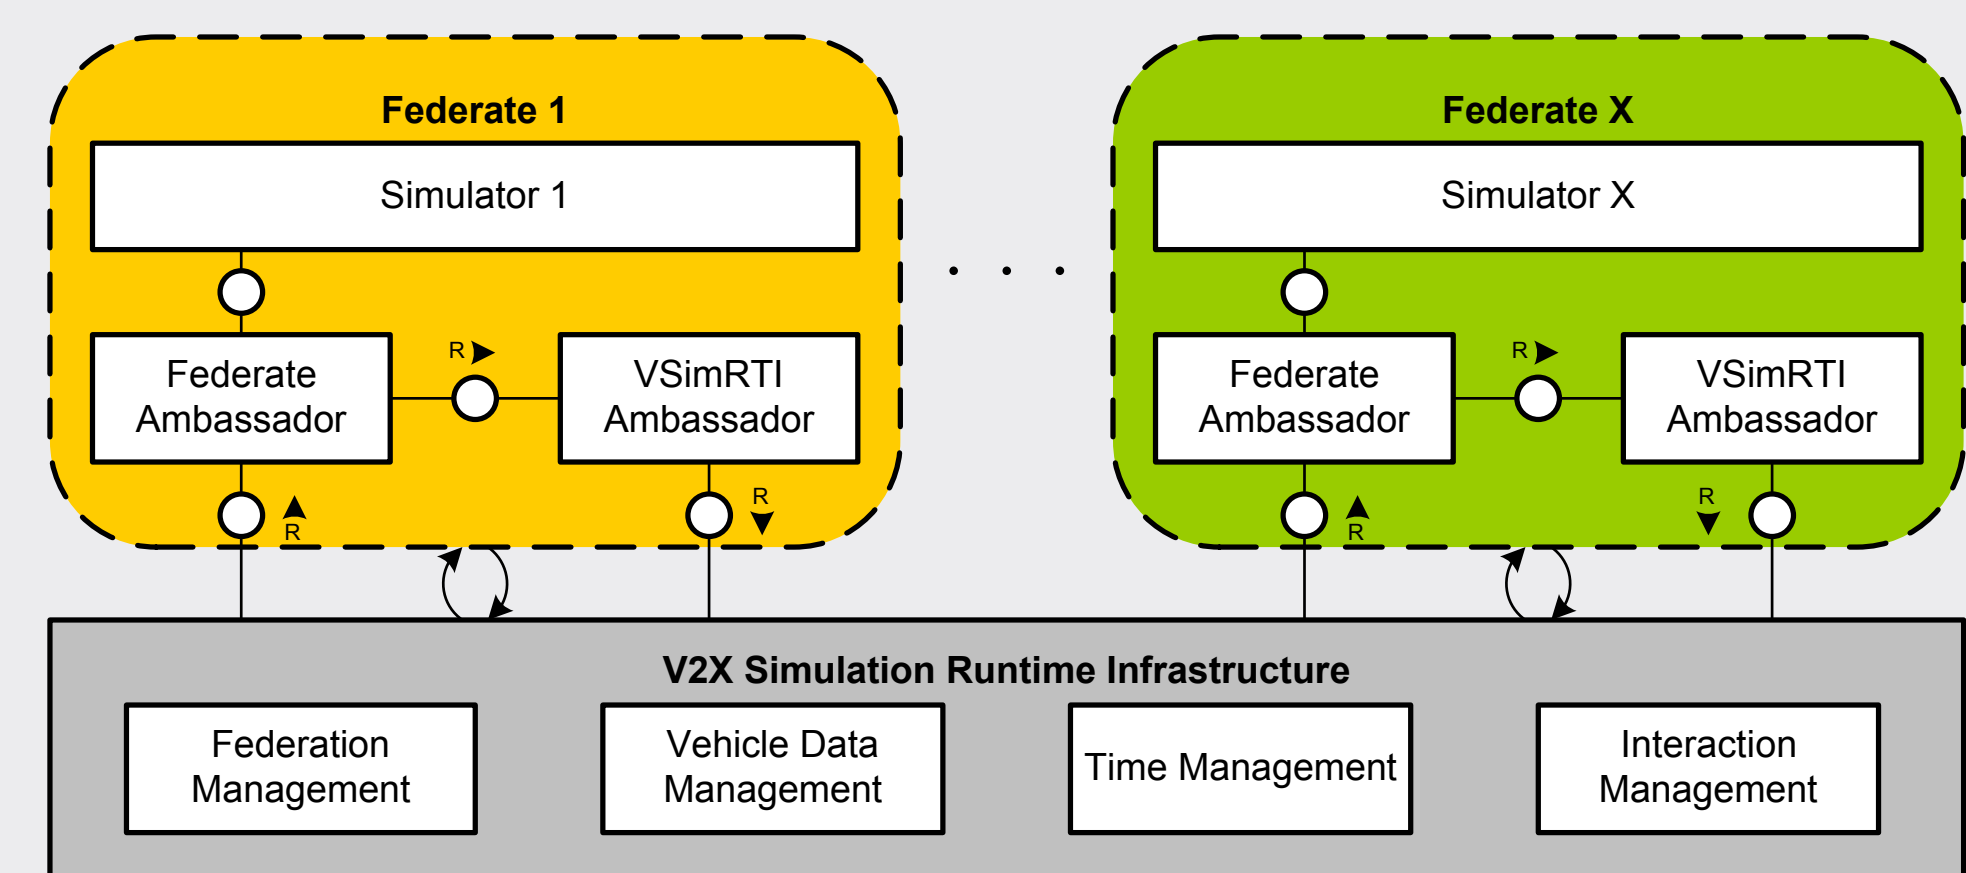 Federate 1
Simulator 1
Federate
Ambassador
R
VSimRTI
Ambassador
R
R
. . .
Federate X
Simulator X
Federate
Ambassador
R
VSimRTI
Ambassador
R
R
V2X Simulation Runtime Infrastructure
Federation
Management
Vehicle Data
Management
Time Management
Interaction
Management